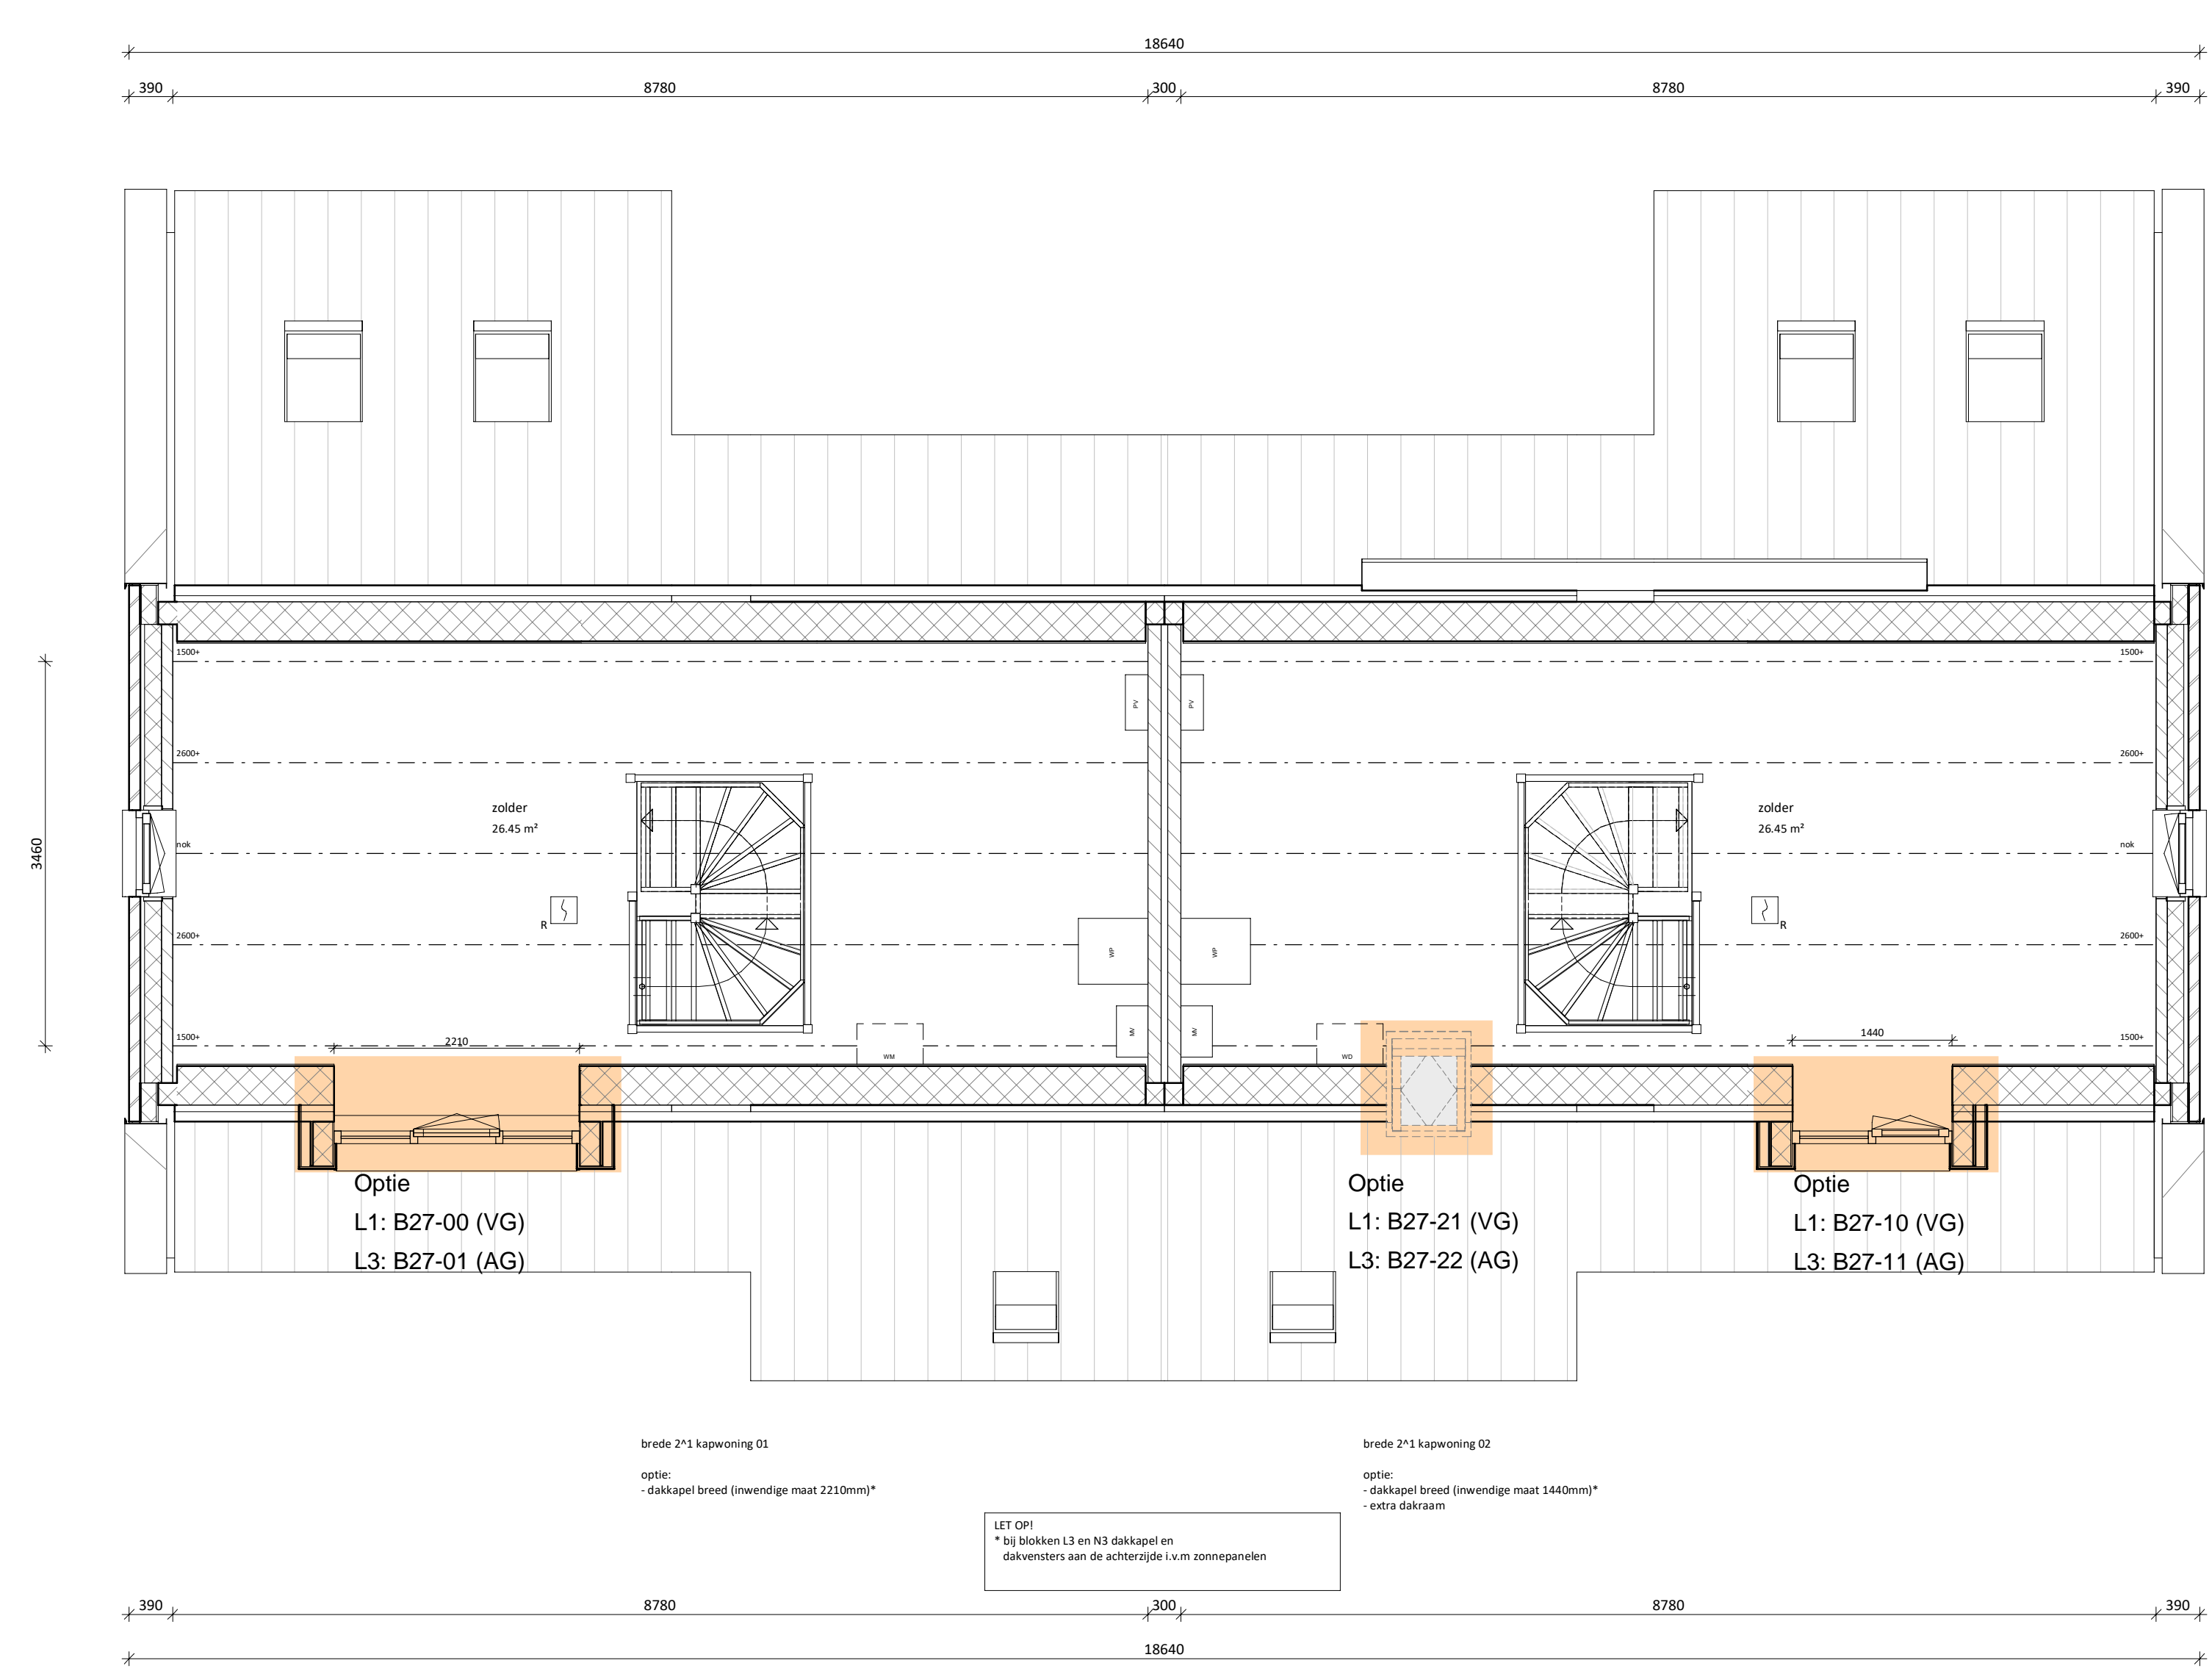 18640
390 8780 300 8780 390
1500+ 1500+
PV PV
2600+ 2600+
zolder zolder
26.45 m² 26.45 m²
3460
nok nok
R R
2600+ 2600+
WP WP
MV MV
1500+ 1500+
2210 1440
WM WD
Optie
L1: B27-00 (VG)
L3: B27-01 (AG)
Optie
L1: B27-21 (VG)
L3: B27-22 (AG)
Optie
L1: B27-10 (VG)
L3: B27-11 (AG)
brede 2^1 kapwoning 01
optie:
- dakkapel breed (inwendige maat 2210mm)*
brede 2^1 kapwoning 02
optie:
- dakkapel breed (inwendige maat 1440mm)*
- extra dakraam
LET OP!
* bij blokken L3 en N3 dakkapel en
dakvensters aan de achterzijde i.v.m zonnepanelen
390 8780 300 8780 390
18640